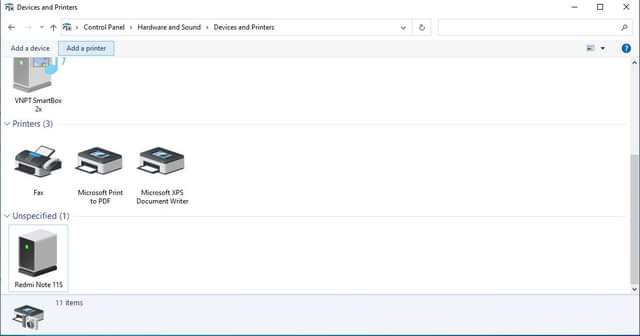 Devices and Printers
Control Panel > Hardware and Sound > Devices and Printers
Add a device Add a printer
VNPT SmartBox
2x
Printers (3)
Fax
Microsoft Print
to PDF
Microsoft XPS
Document Writer
Unspecified (1)
Redmi Note 11S
11 items